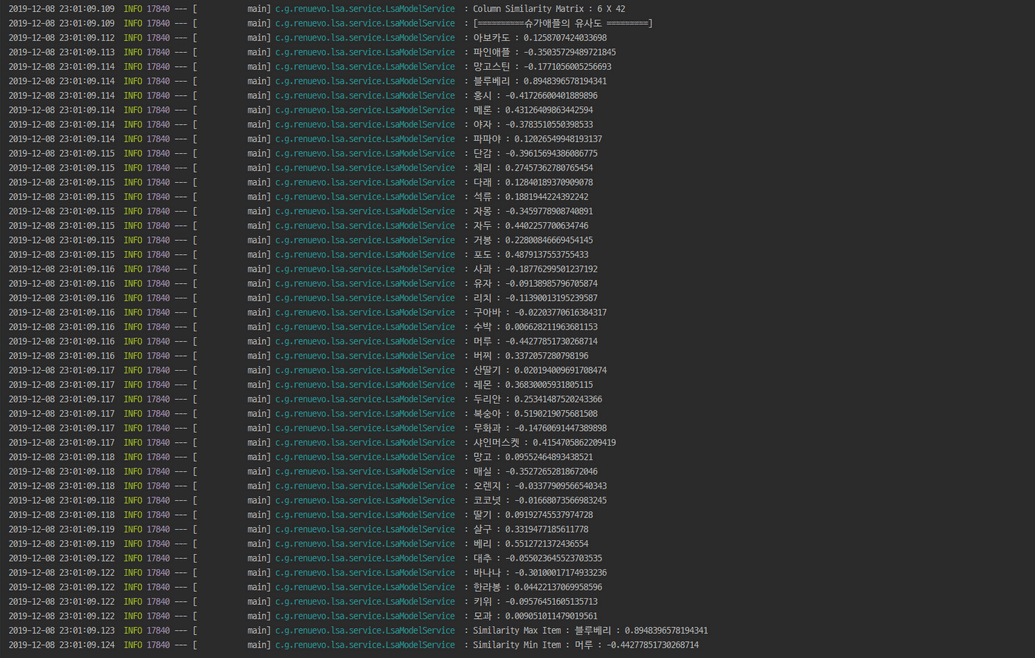 2019-12-08 23:01:09.109 INFO 17840 --- [ main] c.g.renuevo.lsa.service.LsaModelService : Column Similarity Matrix : 6 X 42
2019-12-08 23:01:09.109 INFO 17840 --- [ main] c.g.renuevo.lsa.service.LsaModelService : [==========슈가애플의 유사도 =========]
2019-12-08 23:01:09.112 INFO 17840 --- [ main] c.g.renuevo.lsa.service.LsaModelService : 아보카도 : 0.1258707424033698
2019-12-08 23:01:09.113 INFO 17840 --- [ main] c.g.renuevo.lsa.service.LsaModelService : 파인애플 : -0.35035729489721845
2019-12-08 23:01:09.114 INFO 17840 --- [ main] c.g.renuevo.lsa.service.LsaModelService : 망고스틴 : -0.1771056005256693
2019-12-08 23:01:09.114 INFO 17840 --- [ main] c.g.renuevo.lsa.service.LsaModelService : 블루베리 : 0.8948396578194341
2019-12-08 23:01:09.114 INFO 17840 --- [ main] c.g.renuevo.lsa.service.LsaModelService : 홍시 : -0.41726600401889896
2019-12-08 23:01:09.114 INFO 17840 --- [ main] c.g.renuevo.lsa.service.LsaModelService : 메론 : 0.43126409863442594
2019-12-08 23:01:09.114 INFO 17840 --- [ main] c.g.renuevo.lsa.service.LsaModelService : 야자 : -0.3783510550398533
2019-12-08 23:01:09.114 INFO 17840 --- [ main] c.g.renuevo.lsa.service.LsaModelService : 파파야 : 0.12026549948193137
2019-12-08 23:01:09.115 INFO 17840 --- [ main] c.g.renuevo.lsa.service.LsaModelService : 단감 : -0.39615694386086775
2019-12-08 23:01:09.115 INFO 17840 --- [ main] c.g.renuevo.lsa.service.LsaModelService : 체리 : 0.27457362780765454
2019-12-08 23:01:09.115 INFO 17840 --- [ main] c.g.renuevo.lsa.service.LsaModelService : 다래 : 0.12840189370909078
2019-12-08 23:01:09.115 INFO 17840 --- [ main] c.g.renuevo.lsa.service.LsaModelService : 석류 : 0.1881944224392242
2019-12-08 23:01:09.115 INFO 17840 --- [ main] c.g.renuevo.lsa.service.LsaModelService : 자몽 : -0.3459778908740891
2019-12-08 23:01:09.115 INFO 17840 --- [ main] c.g.renuevo.lsa.service.LsaModelService : 자두 : 0.4402257700634746
2019-12-08 23:01:09.115 INFO 17840 --- [ main] c.g.renuevo.lsa.service.LsaModelService : 거봉 : 0.22800846669454145
2019-12-08 23:01:09.115 INFO 17840 --- [ main] c.g.renuevo.lsa.service.LsaModelService : 포도 : 0.4879137553755433
2019-12-08 23:01:09.116 INFO 17840 --- [ main] c.g.renuevo.lsa.service.LsaModelService : 사과 : -0.18776299501237192
2019-12-08 23:01:09.116 INFO 17840 --- [ main] c.g.renuevo.lsa.service.LsaModelService : 유자 : -0.09138985796705874
2019-12-08 23:01:09.116 INFO 17840 --- [ main] c.g.renuevo.lsa.service.LsaModelService : 리치 : -0.11390013195239587
2019-12-08 23:01:09.116 INFO 17840 --- [ main] c.g.renuevo.lsa.service.LsaModelService : 구아바 : -0.02203770616384317
2019-12-08 23:01:09.116 INFO 17840 --- [ main] c.g.renuevo.lsa.service.LsaModelService : 수박 : 0.006628211963681153
2019-12-08 23:01:09.116 INFO 17840 --- [ main] c.g.renuevo.lsa.service.LsaModelService : 머루 : -0.44277851730268714
2019-12-08 23:01:09.116 INFO 17840 --- [ main] c.g.renuevo.lsa.service.LsaModelService : 버찌 : 0.3372057280798196
2019-12-08 23:01:09.117 INFO 17840 --- [ main] c.g.renuevo.lsa.service.LsaModelService : 산딸기 : 0.020194009691708474
2019-12-08 23:01:09.117 INFO 17840 --- [ main] c.g.renuevo.lsa.service.LsaModelService : 레몬 : 0.36830005931805115
2019-12-08 23:01:09.117 INFO 17840 --- [ main] c.g.renuevo.lsa.service.LsaModelService : 두리안 : 0.25341487520243366
2019-12-08 23:01:09.117 INFO 17840 --- [ main] c.g.renuevo.lsa.service.LsaModelService : 복숭아 : 0.5190219075681508
2019-12-08 23:01:09.117 INFO 17840 --- [ main] c.g.renuevo.lsa.service.LsaModelService : 무화과 : -0.1476069144738​9898
2019-12-08 23:01:09.117 INFO 17840 --- [ main] c.g.renuevo.lsa.service.LsaModelService : 샤인머스켓 : 0.4154705862209419
2019-12-08 23:01:09.118 INFO 17840 --- [ main] c.g.renuevo.lsa.service.LsaModelService : 망고 : 0.09552464893438521
2019-12-08 23:01:09.118 INFO 17840 --- [ main] c.g.renuevo.lsa.service.LsaModelService : 매실 : -0.35272652818672046
2019-12-08 23:01:09.118 INFO 17840 --- [ main] c.g.renuevo.lsa.service.LsaModelService : 오렌지 : -0.03377909566540343
2019-12-08 23:01:09.118 INFO 17840 --- [ main] c.g.renuevo.lsa.service.LsaModelService : 코코넛 : -0.01668073566983245
2019-12-08 23:01:09.118 INFO 17840 --- [ main] c.g.renuevo.lsa.service.LsaModelService : 딸기 : 0.09192745537974728
2019-12-08 23:01:09.119 INFO 17840 --- [ main] c.g.renuevo.lsa.service.LsaModelService : 살구 : 0.3319477185611778
2019-12-08 23:01:09.119 INFO 17840 --- [ main] c.g.renuevo.lsa.service.LsaModelService : 베리 : 0.5512721372436554
2019-12-08 23:01:09.122 INFO 17840 --- [ main] c.g.renuevo.lsa.service.LsaModelService : 대추 : -0.055023645523703535
2019-12-08 23:01:09.122 INFO 17840 --- [ main] c.g.renuevo.lsa.service.LsaModelService : 바나나 : -0.30100017174933236
2019-12-08 23:01:09.122 INFO 17840 --- [ main] c.g.renuevo.lsa.service.LsaModelService : 한라봉 : 0.04422137069958596
2019-12-08 23:01:09.122 INFO 17840 --- [ main] c.g.renuevo.lsa.service.LsaModelService : 키위 : -0.09576451605135713
2019-12-08 23:01:09.122 INFO 17840 --- [ main] c.g.renuevo.lsa.service.LsaModelService : 모과 : 0.009051011479019561
2019-12-08 23:01:09.123 INFO 17840 --- [ main] c.g.renuevo.lsa.service.LsaModelService : Similarity Max Item : 블루베리 : 0.8948396578194341
2019-12-08 23:01:09.124 INFO 17840 --- [ main] c.g.renuevo.lsa.service.LsaModelService : Similarity Min Item : 머루 : -0.44277851730268714